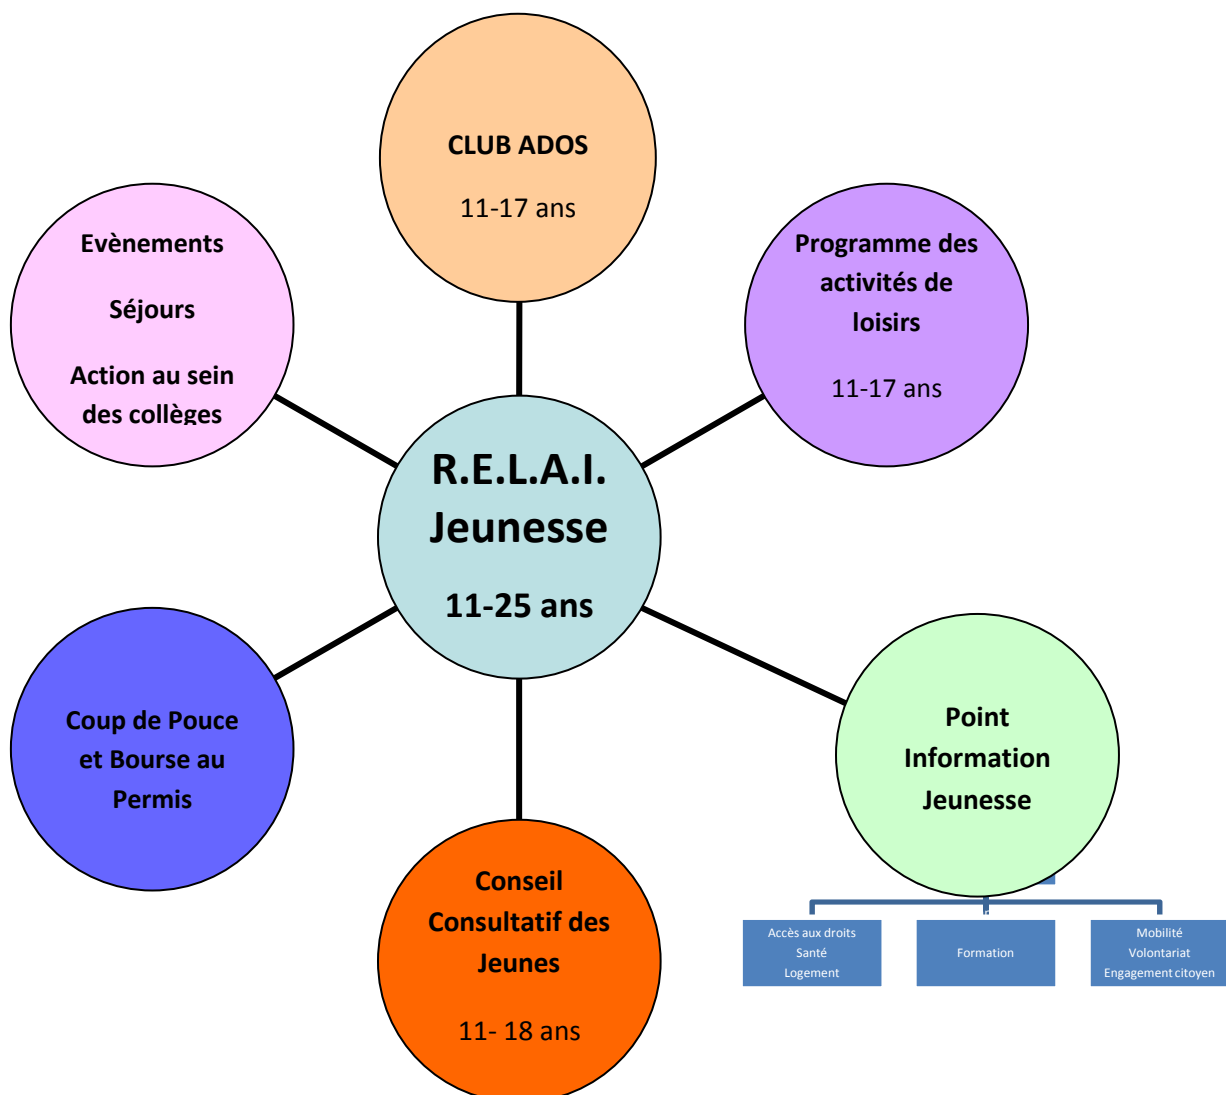 CLUB ADOS
11-17 ans
Evènements
Séjours
Action au sein
des collèges
Programme des
activités de
loisirs
11-17 ans
R.E.L.A.I.
Jeunesse
11-25 ans
Coup de Pouce
et Bourse au
Permis
Point
Information
Jeunesse
Conseil
Consultatif des
Jeunes
11- 18 ans
Accès aux droits
Santé
Logement
Formation
Mobilité
Volontariat
Engagement citoyen